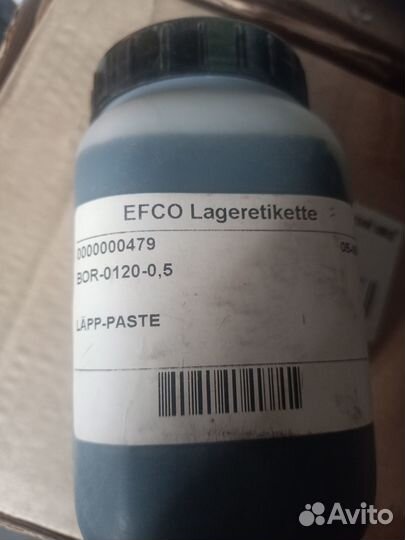 EFCO Lageretikette
0000000479
BOR-0120-0,5
LÄPP-PASTE
Avito